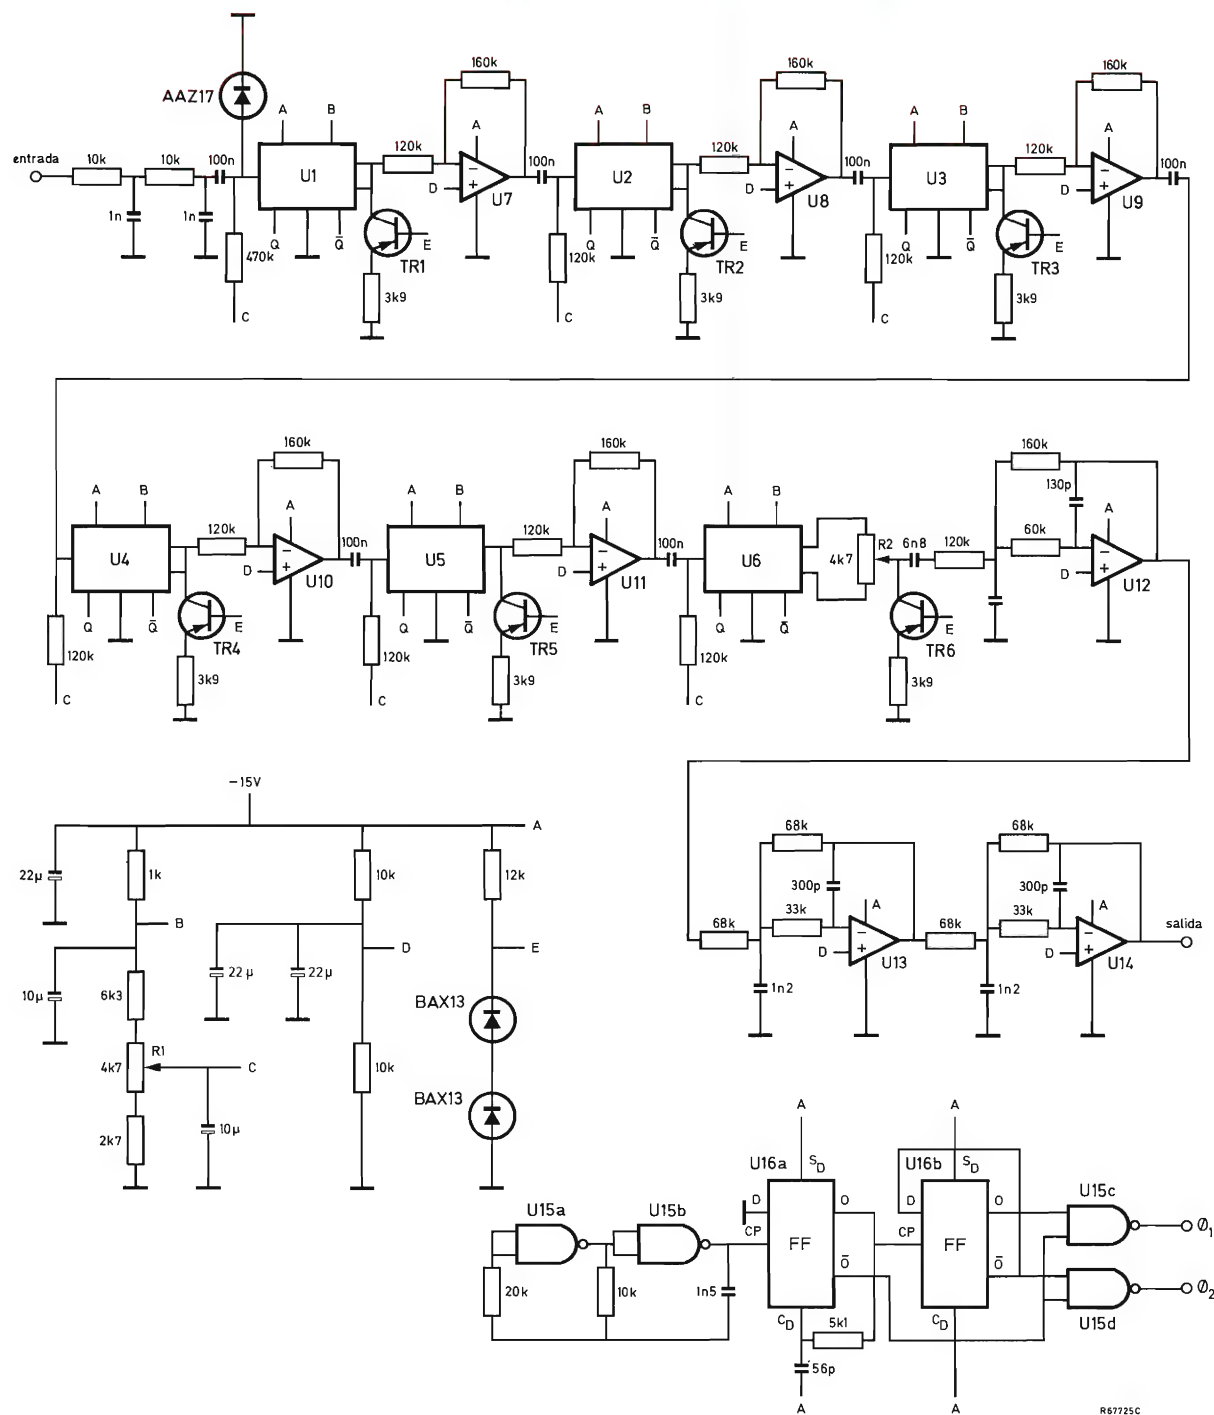 AAZ17
160k
160k
160k
A
B
A
A
B
A
A
B
A
entrada
10k
10k
100n
U1
120k
100n
U2
120k
100n
U3
120k
100n
D
U7
D
U8
D
U9
1n
1n
Q
Q̄
E
Q
Q̄
E
Q
Q̄
E
470k
TR1
120k
TR2
120k
TR3
3k9
3k9
3k9
C
C
C
160k
160k
160k
A
B
A
A
B
A
A
B
130p
A
U4
120k
100n
U5
120k
100n
U6
4k7
R2
6n8
120k
60k
D
U10
D
U11
D
U12
Q
Q̄
E
Q
Q̄
E
Q
Q̄
E
120k
TR4
120k
TR5
120k
TR6
3k9
3k9
3k9
C
C
C
-15V
A
22µ
1k
10k
12k
B
D
E
10µ
6k3
22µ
22µ
BAX13
4k7
R1
C
10k
2k7
10µ
BAX13
68k
68k
300p
A
300p
A
68k
33k
68k
33k
salida
D
U13
D
U14
1n2
1n2
A
A
U16a
SD
U16b
SD
U15c
U15a
U15b
D
O
D
O
Ø1
CP
FF
CP
FF
Ō
Ō
Ø2
20k
10k
1n5
CD
5k1
CD
U15d
56p
A
A
R67725C